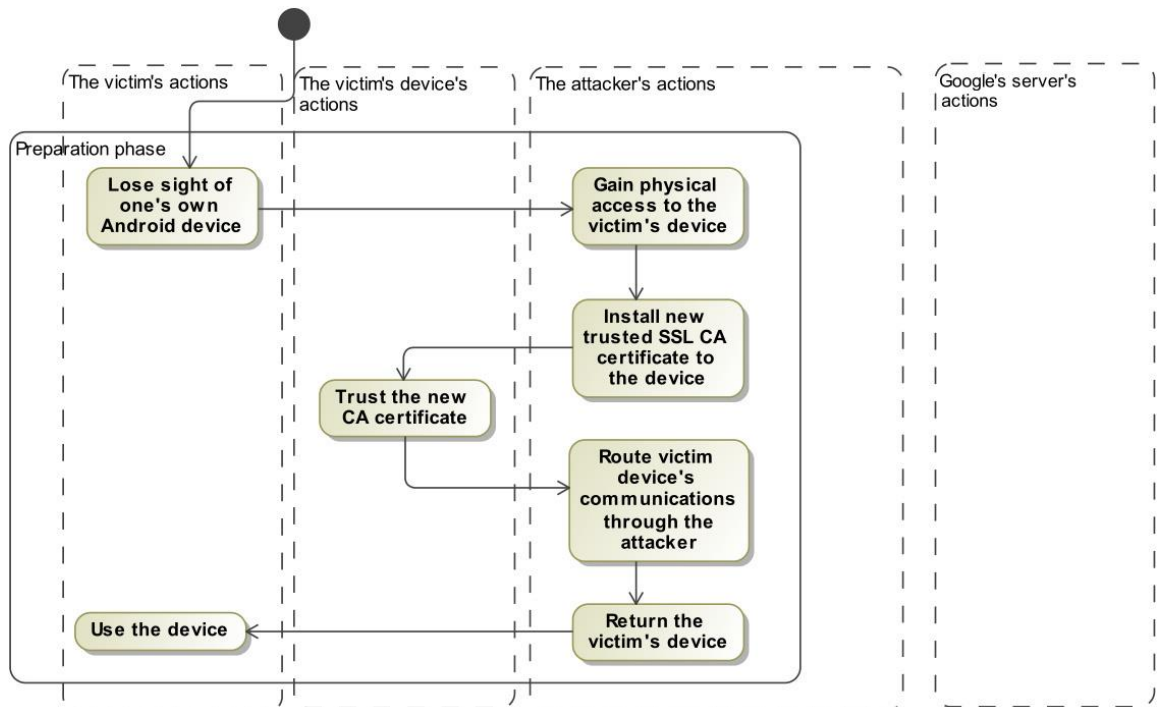 The victim's actions
The victim's device's
actions
The attacker's actions
Google's server's
actions
Preparation phase
Lose sight of
one's own
Android device
Gain physical
access to the
victim's device
Install new
trusted SSL CA
certificate to
the device
Trust the new
CA certificate
Route victim
device's
communications
through the
attacker
Return the
victim's device
Use the device